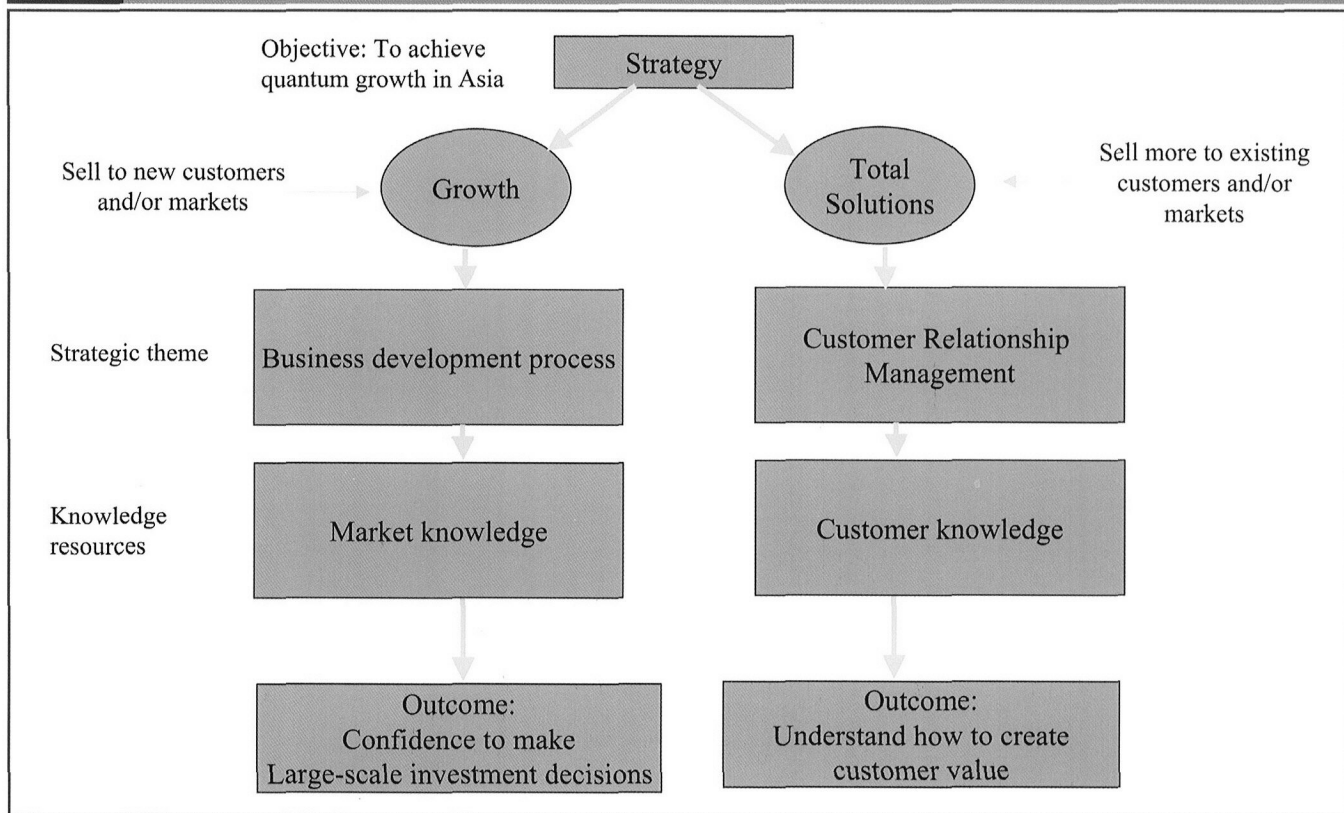 Objective: To achieve
quantum growth in Asia
Strategy
Sell to new customers
and/or markets
Growth
Total
Solutions
Sell more to existing
customers and/or
markets
Strategic theme
Business development process
Customer Relationship
Management
Knowledge
resources
Market knowledge
Customer knowledge
Outcome:
Confidence to make
Large-scale investment decisions
Outcome:
Understand how to create
customer value